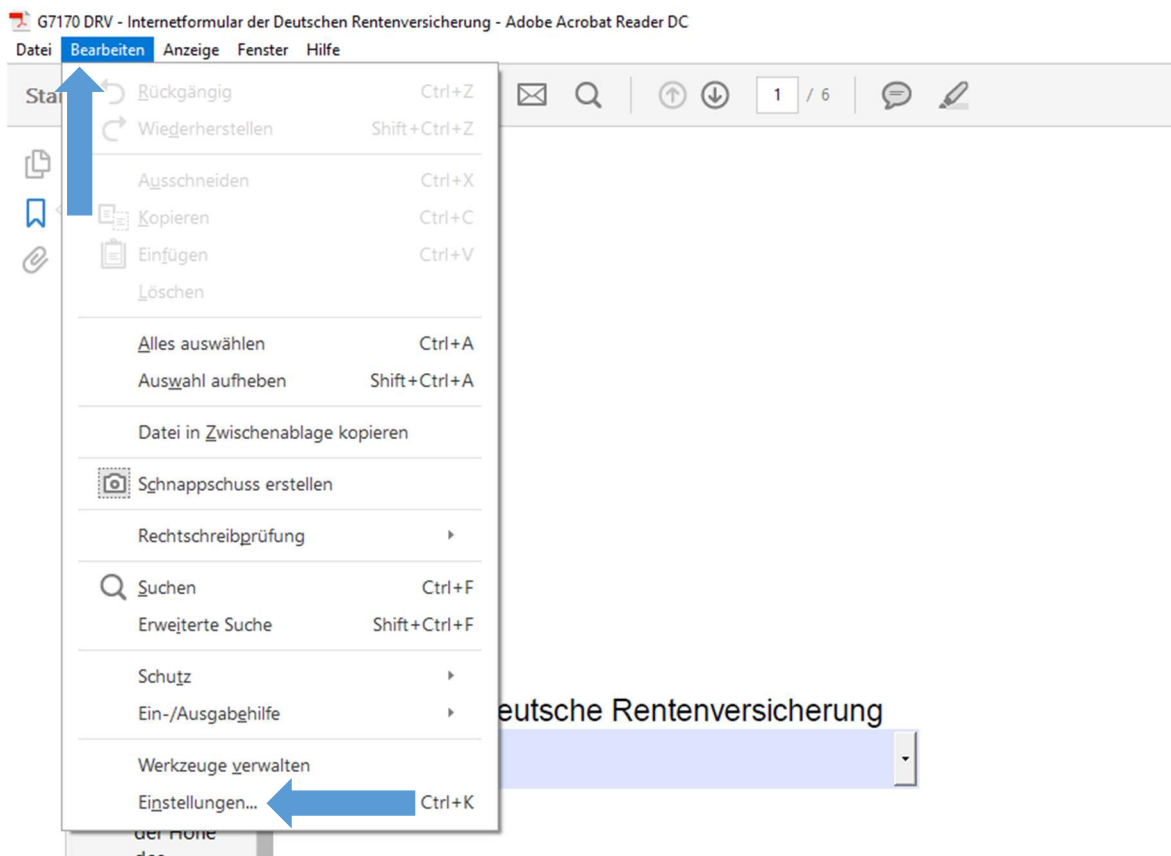 G7170 DRV - Internetformular der Deutschen Rentenversicherung - Adobe Acrobat Reader DC
Datei Bearbeiten Anzeige Fenster Hilfe
Rückgängig Ctrl+Z
1 / 6
Wiederherstellen Shift+Ctrl+Z
Ausschneiden Ctrl+X
Kopieren Ctrl+C
Einfügen Ctrl+V
Löschen
Alles auswählen Ctrl+A
Auswahl aufheben Shift+Ctrl+A
Datei in Zwischenablage kopieren
Schnappschuss erstellen
Rechtschreibprüfung
Suchen Ctrl+F
Erweiterte Suche Shift+Ctrl+F
Schutz
Ein-/Ausgabehilfe
eutsche Rentenversicherung
Werkzeuge verwalten
Einstellungen... Ctrl+K
der Höhe